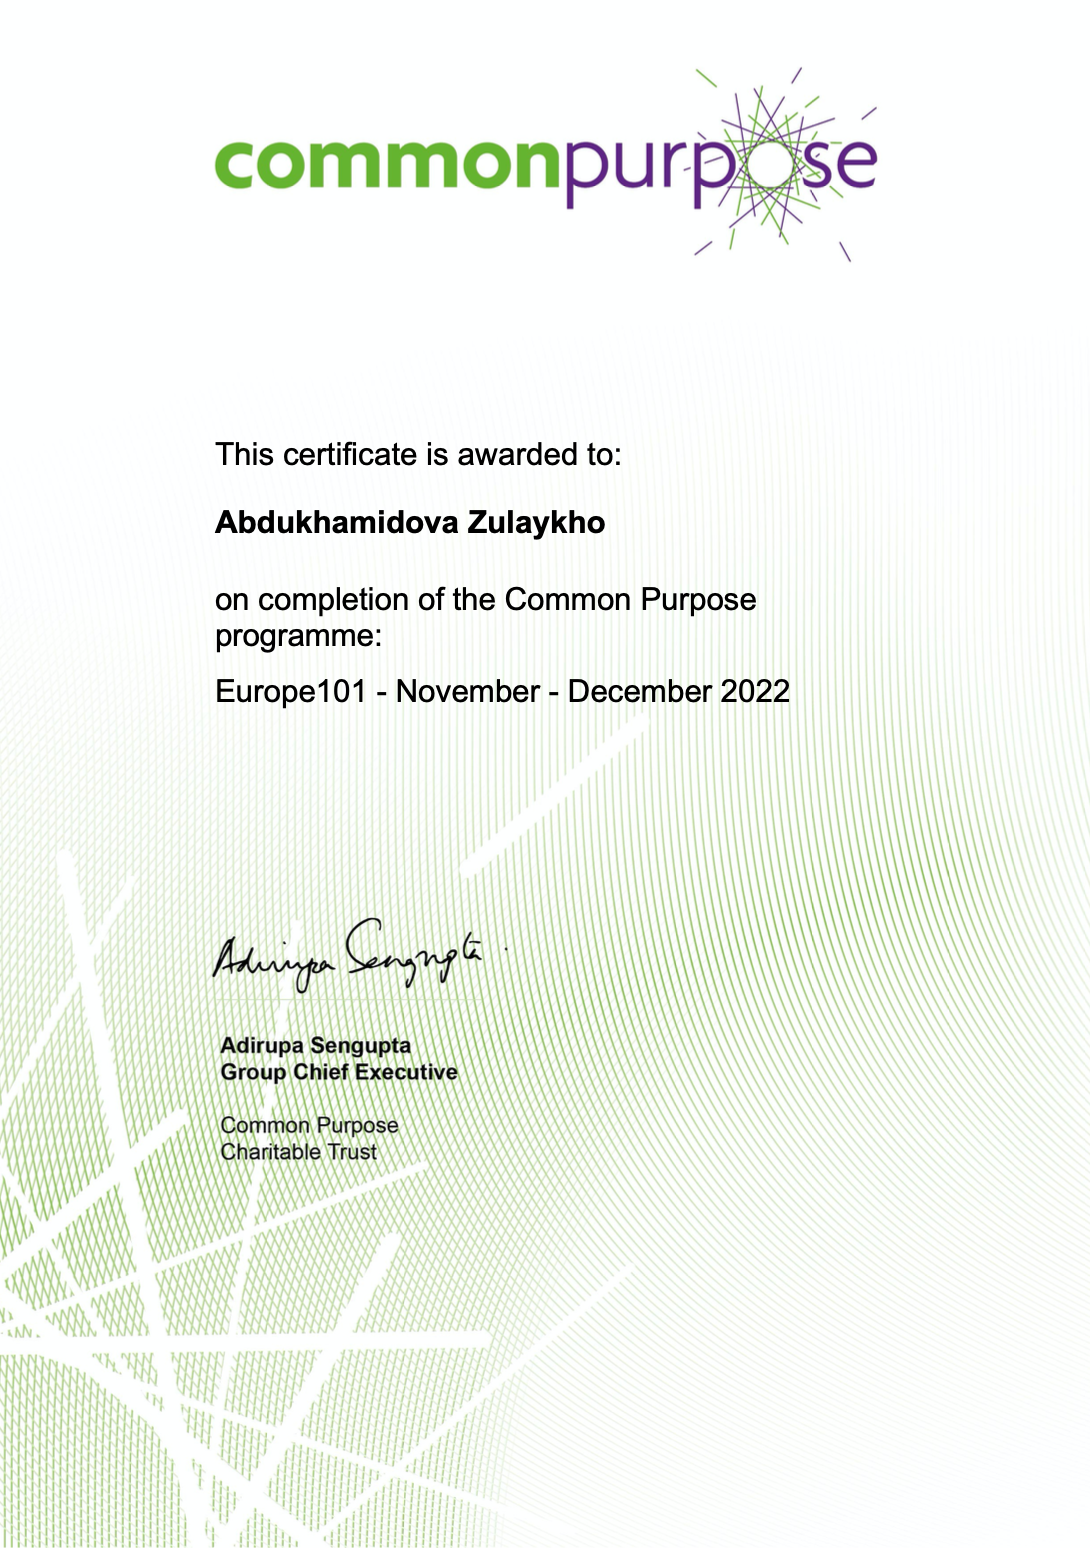 commonpurpose
This certificate is awarded to:
Abdukhamidova Zulaykho
on completion of the Common Purpose
programme:
Europe101 - November - December 2022
Adirupa Sengupta
Adirupa Sengupta
Group Chief Executive
Common Purpose
Charitable Trust